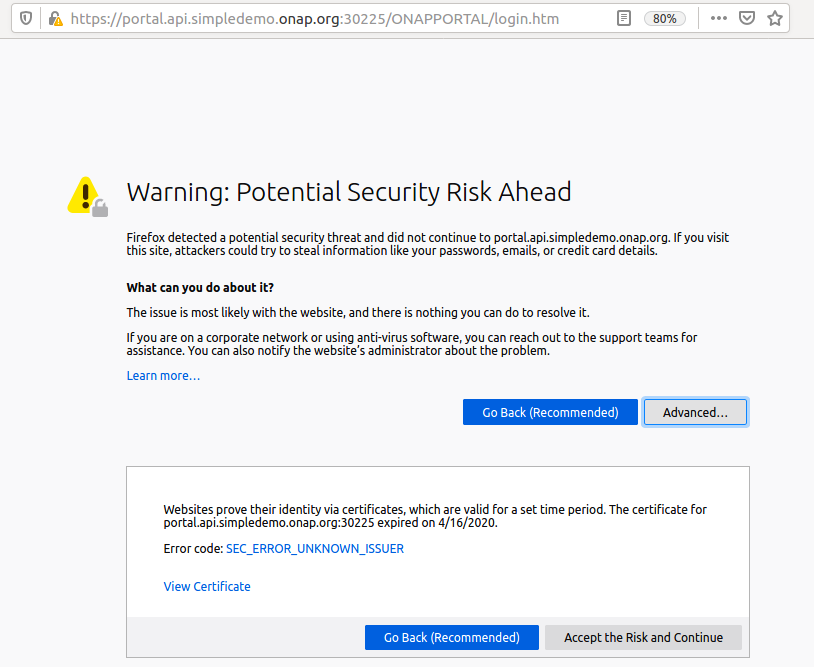 https://portal.api.simpledemo.onap.org:30225/ONAPPORTAL/login.htm 80%
Warning: Potential Security Risk Ahead
Firefox detected a potential security threat and did not continue to portal.api.simpledemo.onap.org. If you visit
this site, attackers could try to steal information like your passwords, emails, or credit card details.
What can you do about it?
The issue is most likely with the website, and there is nothing you can do to resolve it.
If you are on a corporate network or using anti-virus software, you can reach out to the support teams for
assistance. You can also notify the website’s administrator about the problem.
Learn more…
Go Back (Recommended) Advanced…
Websites prove their identity via certificates, which are valid for a set time period. The certificate for
portal.api.simpledemo.onap.org:30225 expired on 4/16/2020.
Error code: SEC_ERROR_UNKNOWN_ISSUER
View Certificate
Go Back (Recommended) Accept the Risk and Continue